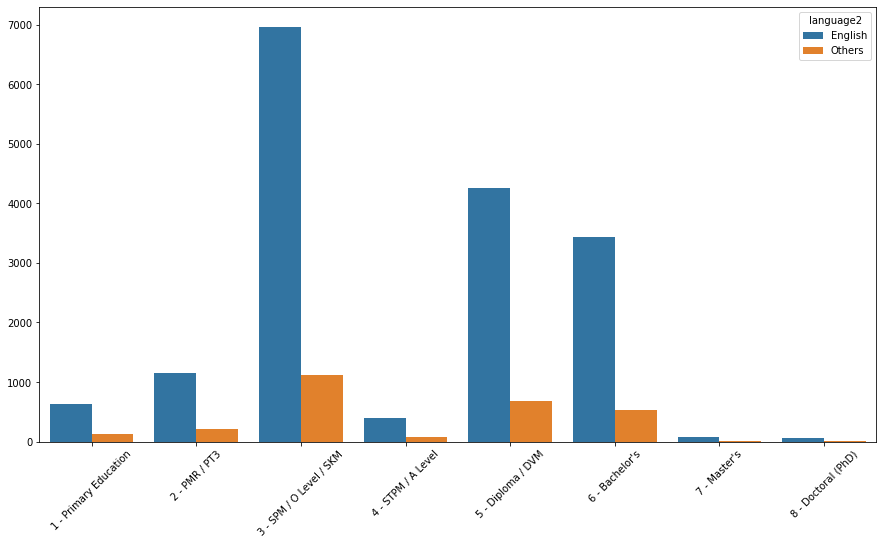 language2
English
Others
7000
6000
5000
4000
3000
2000
1000
0
1 - Primary Education
2 - PMR / PT3
3 - SPM / O Level / SKM
4 - STPM / A Level
5 - Diploma / DVM
6 - Bachelor's
7 - Master's
8 - Doctoral (PhD)